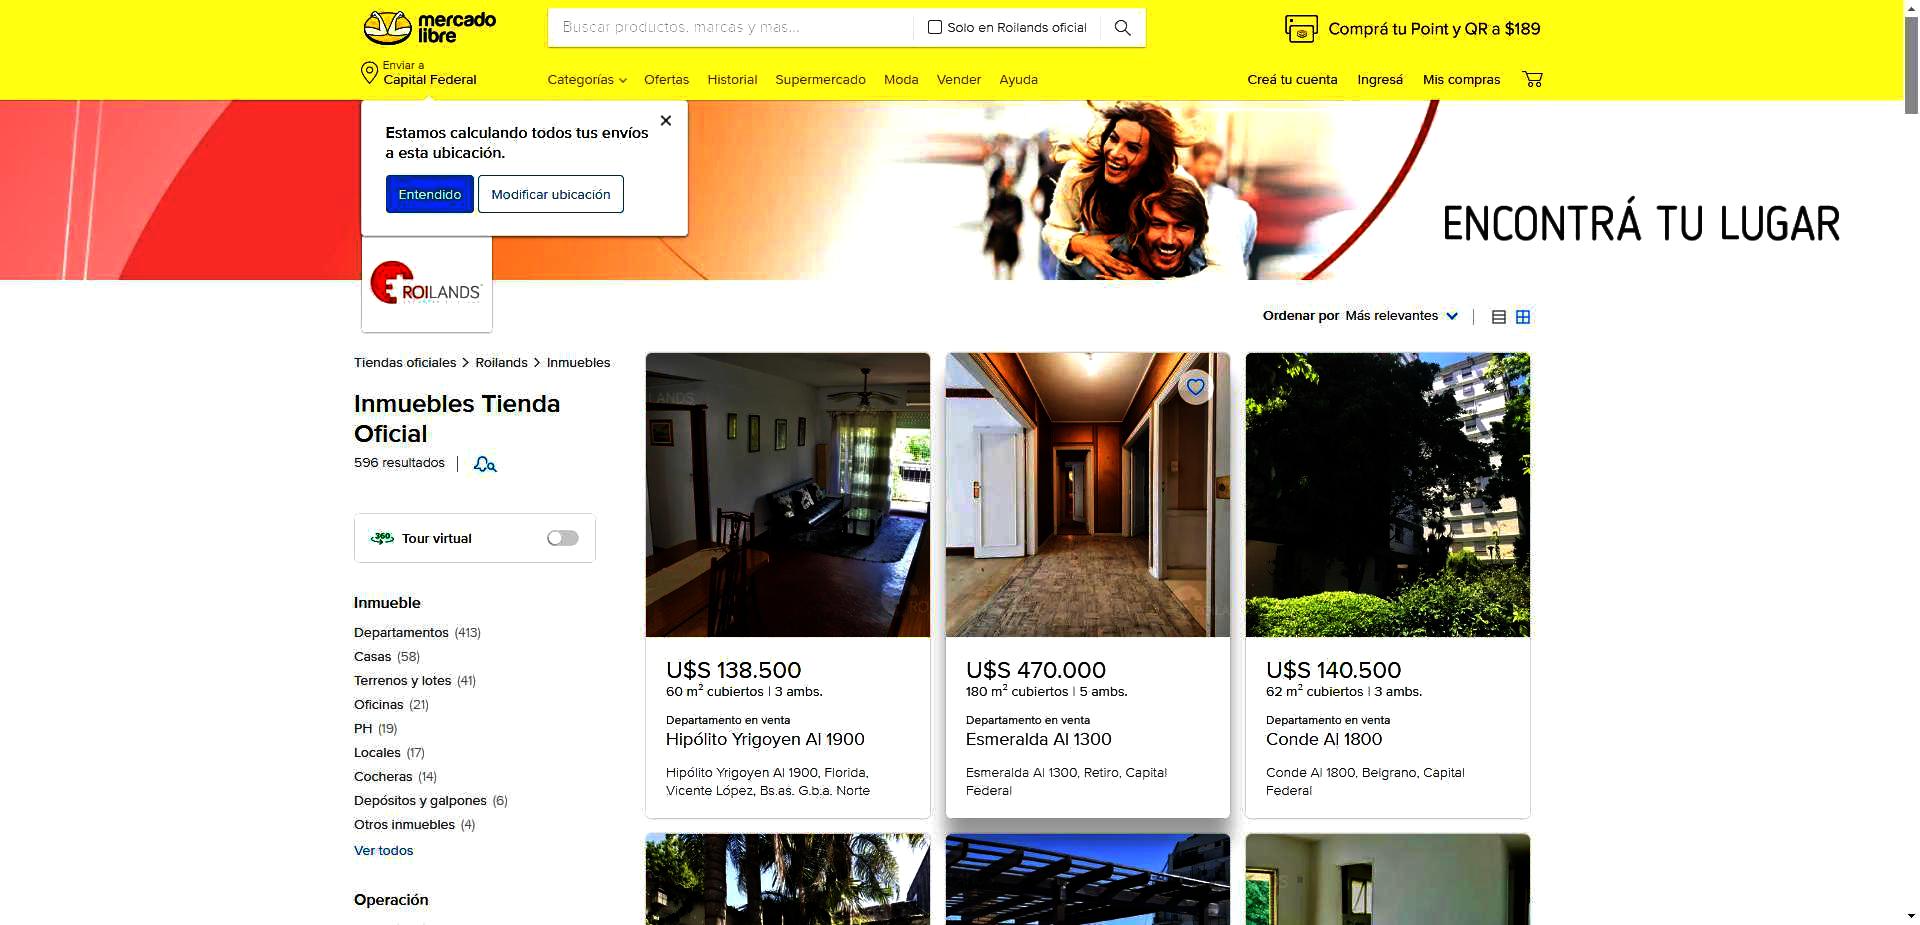 mercado
libre
Buscar productos, marcas y más...
Solo en Roilands oficial
Comprá tu Point y QR a $189
Enviar a
Capital Federal
Categorías
Ofertas
Historial
Supermercado
Moda
Vender
Ayuda
Creá tu cuenta
Ingresá
Mis compras
Estamos calculando todos tus envíos
a esta ubicación.
Entendido
Modificar ubicación
ENCONTRÁ TU LUGAR
ROILANDS
Ordenar por Más relevantes
Tiendas oficiales > Roilands > Inmuebles
Inmuebles Tienda
Oficial
596 resultados
360 Tour virtual
Inmueble
Departamentos (413)
Casas (58)
Terrenos y lotes (41)
Oficinas (21)
PH (19)
Locales (17)
Cocheras (14)
Depósitos y galpones (6)
Otros inmuebles (4)
Ver todos
Operación
U$S 138.500
60 m² cubiertos | 3 ambs.
Departamento en venta
Hipólito Yrigoyen Al 1900
Hipólito Yrigoyen Al 1900, Florida,
Vicente López, Bs.as. G.b.a. Norte
U$S 470.000
180 m² cubiertos | 5 ambs.
Departamento en venta
Esmeralda Al 1300
Esmeralda Al 1300, Retiro, Capital
Federal
U$S 140.500
62 m² cubiertos | 3 ambs.
Departamento en venta
Conde Al 1800
Conde Al 1800, Belgrano, Capital
Federal